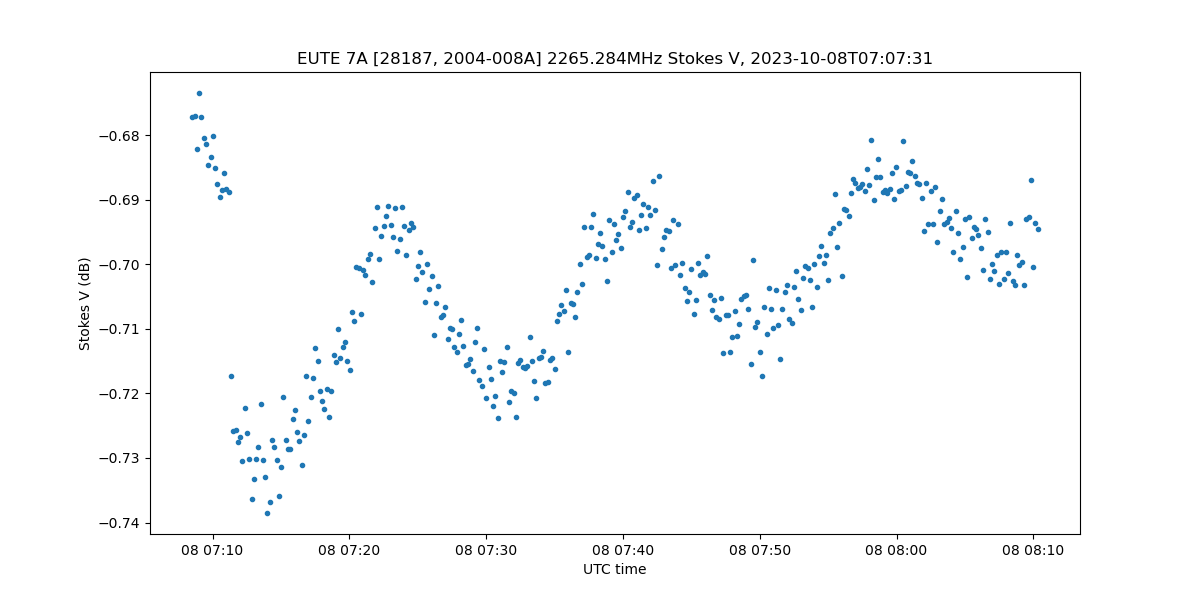 EUTE 7A [28187, 2004-008A] 2265.284MHz Stokes V, 2023-10-08T07:07:31
Stokes V (dB)
−0.68
−0.69
−0.70
−0.71
−0.72
−0.73
−0.74
08 07:10 08 07:20 08 07:30 08 07:40 08 07:50 08 08:00 08 08:10
UTC time